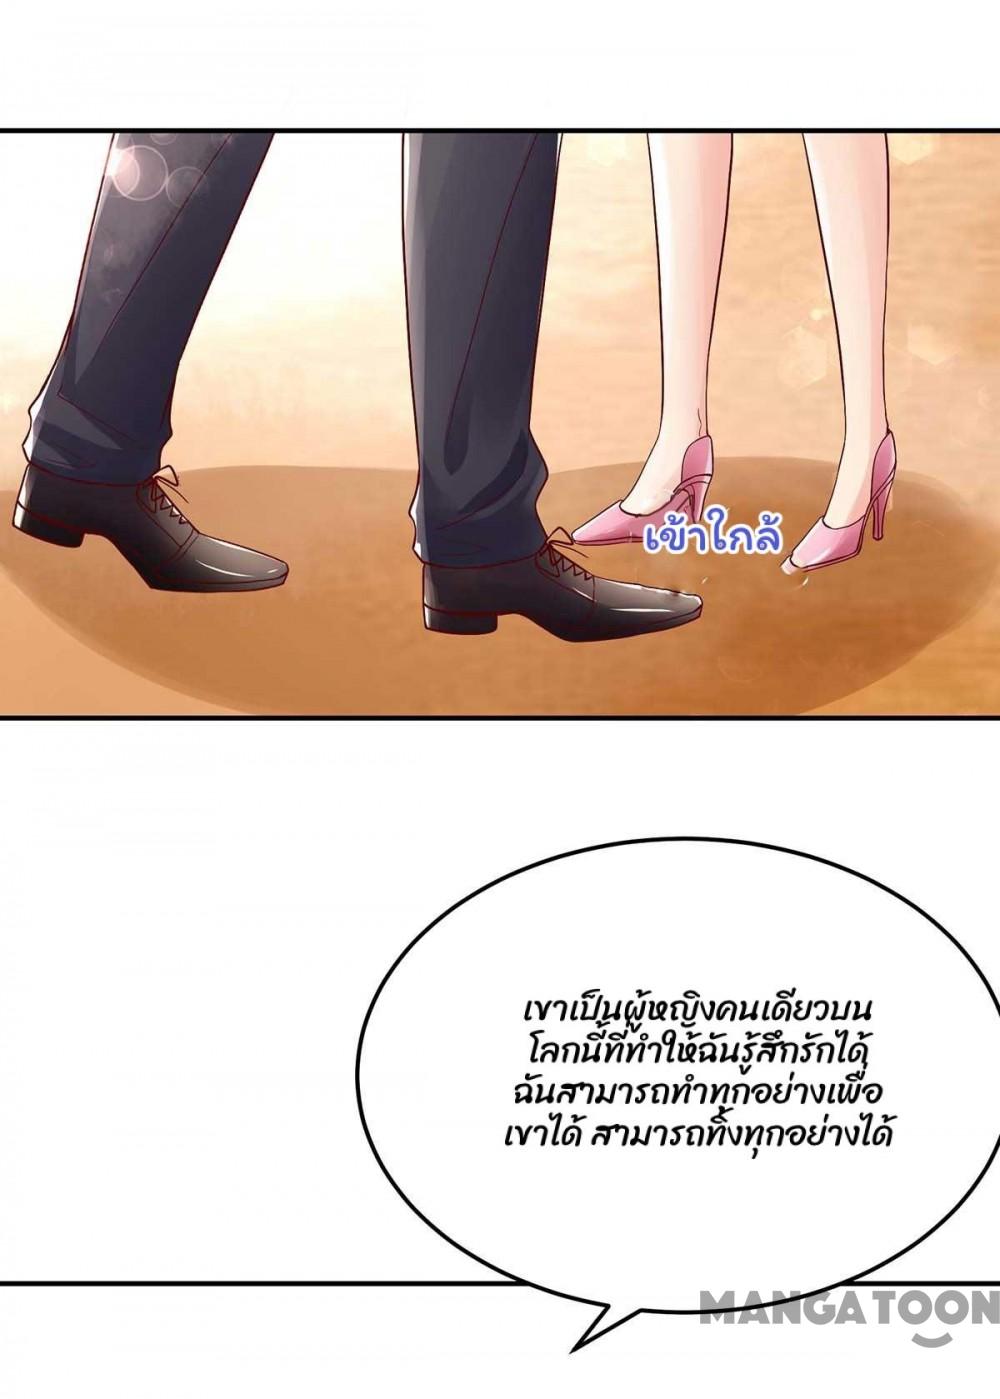 เข้าใกล้
เขาเป็นผู้หญิงคนเดียวบน
โลกนี้ที่ทำให้ฉันรู้สึกรักได้
ฉันสามารถทำทุกอย่างเพื่อ
เขาได้ สามารถทิ้งทุกอย่างได้
MANGATOON